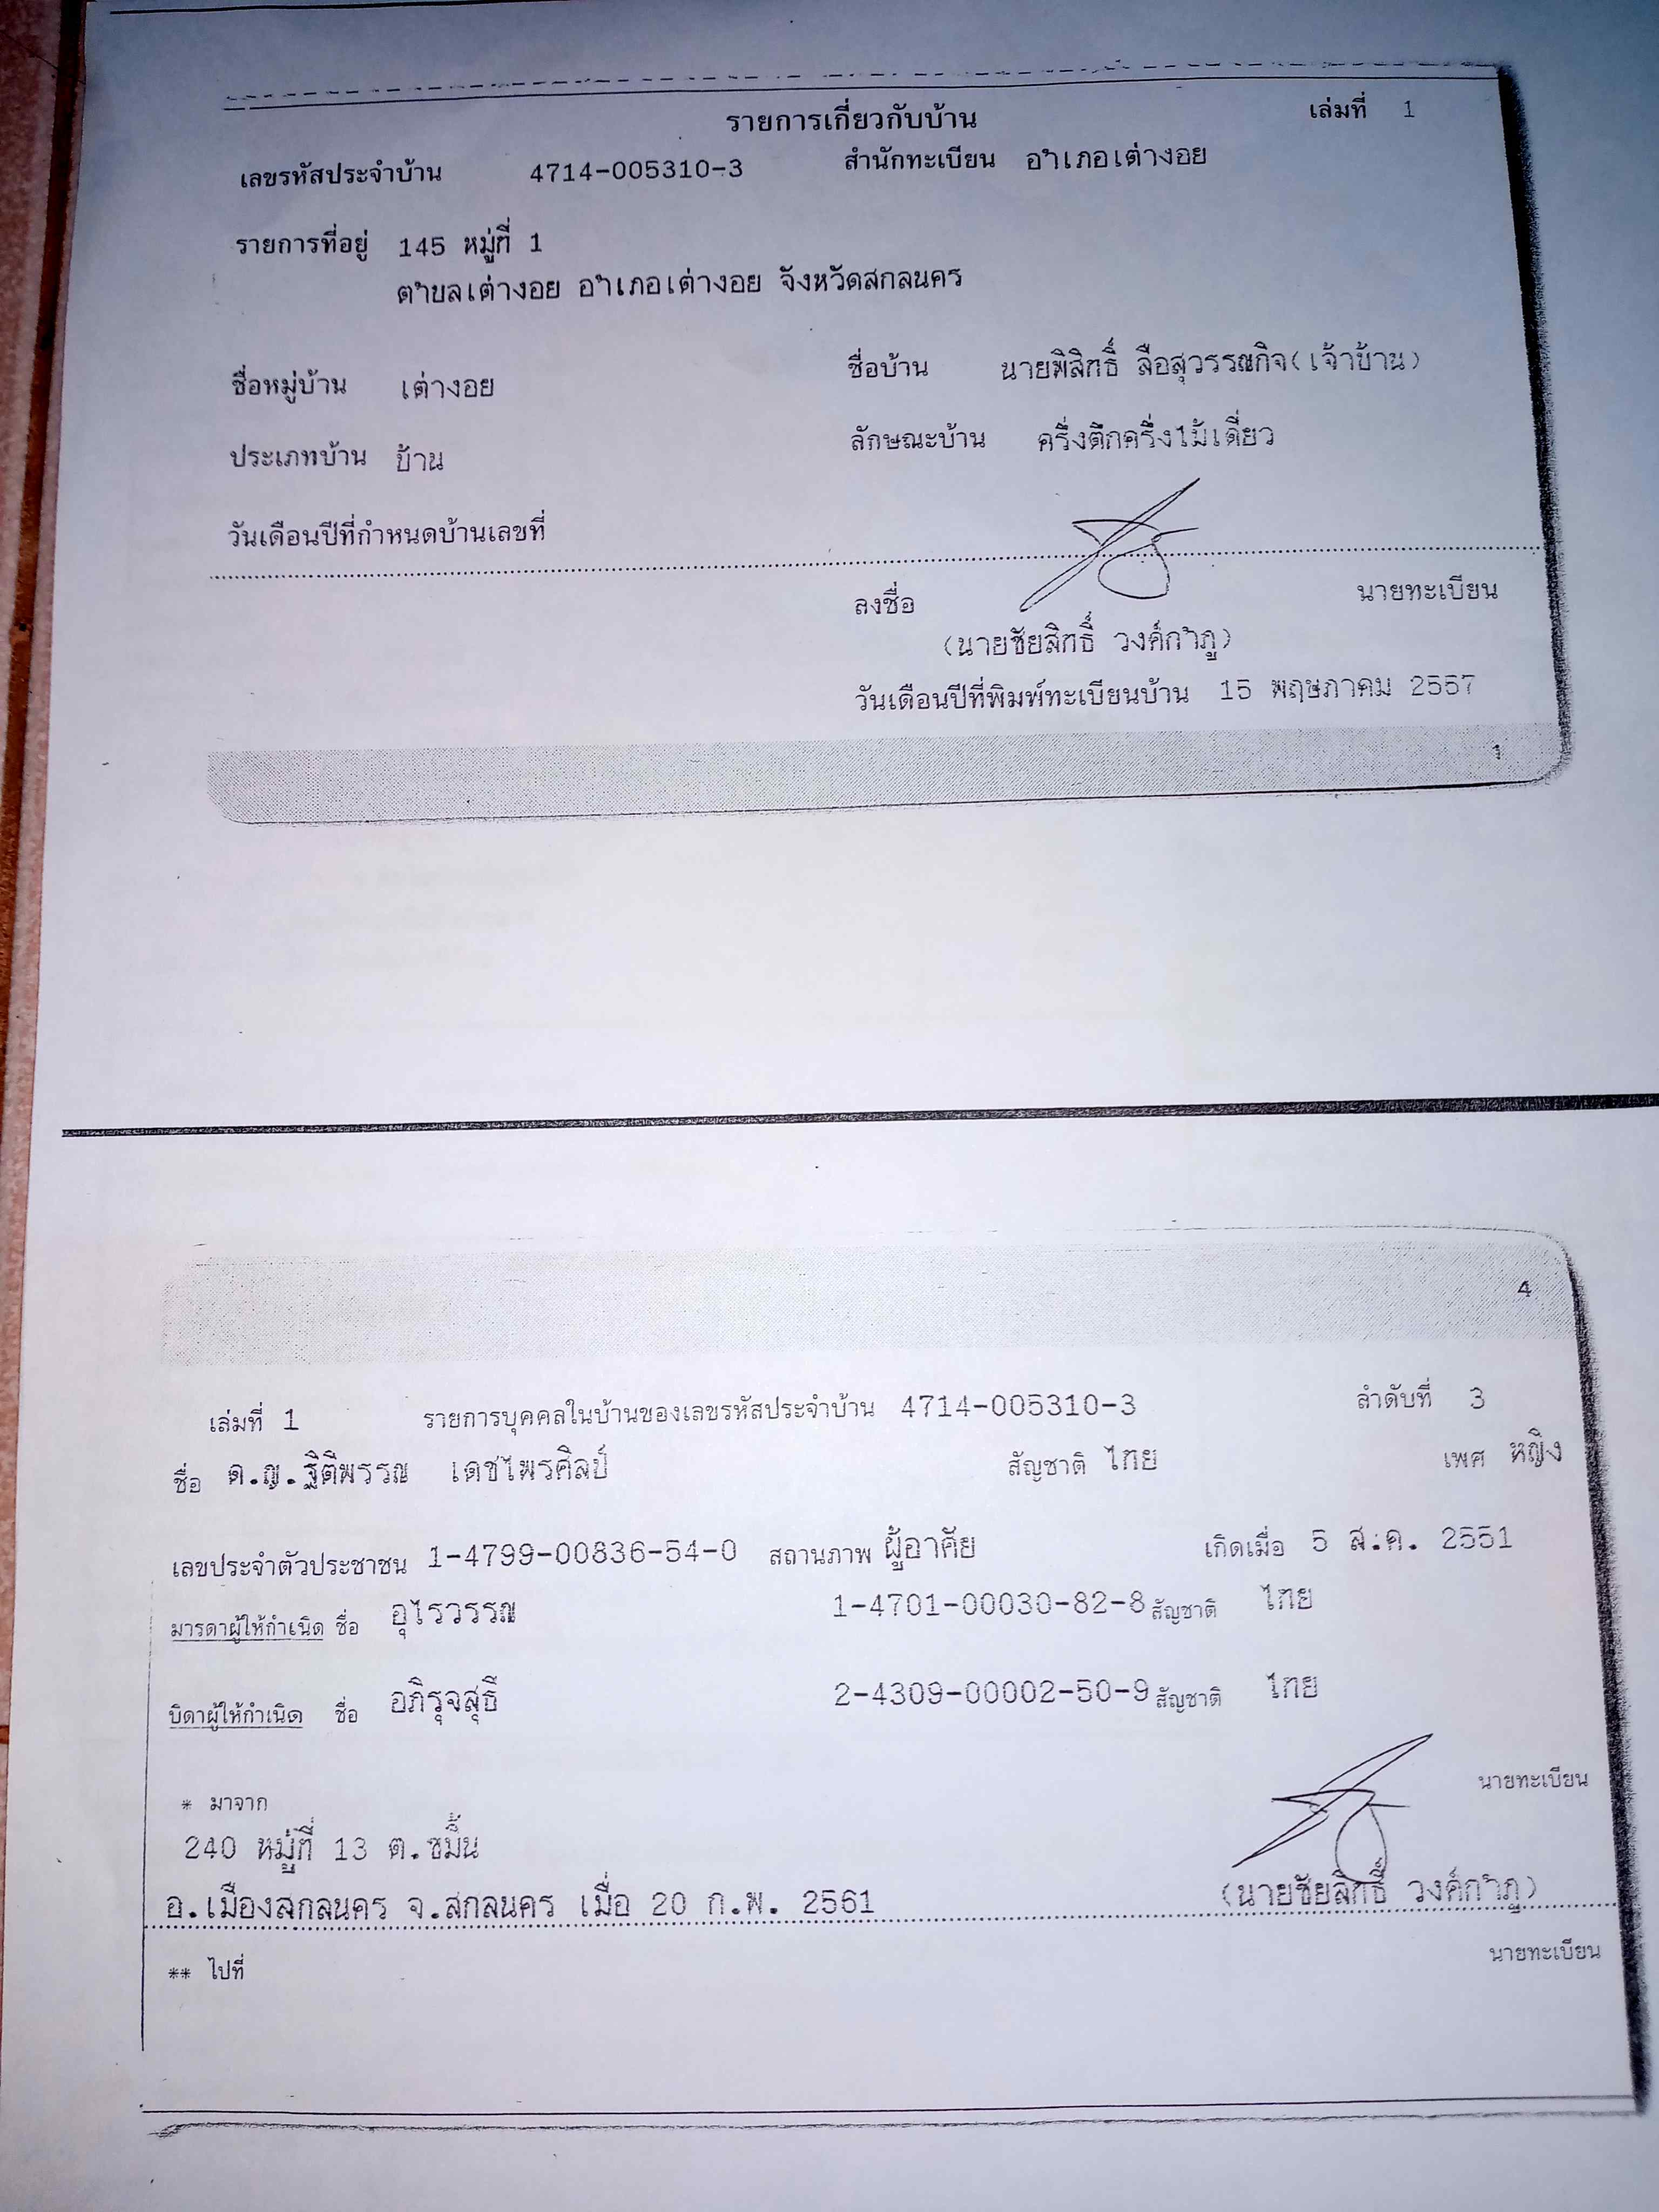 รายการเกี่ยวกับบ้าน เล่มที่ 1
เลขรหัสประจำบ้าน 4714-005310-3 สำนักทะเบียน อำเภอเต่างอย
รายการที่อยู่ 145 หมู่ที่ 1
ตำบลเต่างอย อำเภอเต่างอย จังหวัดสกลนคร
ชื่อหมู่บ้าน เต่างอย ชื่อบ้าน นายพิสิทธิ์ ลือสุวรรณกิจ(เจ้าบ้าน)
ประเภทบ้าน บ้าน ลักษณะบ้าน ครึ่งตึกครึ่งไม้เดี่ยว
วันเดือนปีที่กำหนดบ้านเลขที่
ลงชื่อ นายทะเบียน
(นายชัยสิทธิ์ วงค์กำภู)
วันเดือนปีที่พิมพ์ทะเบียนบ้าน 15 พฤษภาคม 2557
1
4
เล่มที่ 1 รายการบุคคลในบ้านของเลขรหัสประจำบ้าน 4714-005310-3 ลำดับที่ 3
ชื่อ ด.ญ.ฐิติพรรณ เดชไพรศิลป์ สัญชาติ ไทย เพศ หญิง
เลขประจำตัวประชาชน 1-4799-00836-54-0 สถานภาพ ผู้อาศัย เกิดเมื่อ 5 ส.ค. 2551
มารดาผู้ให้กำเนิด ชื่อ อุไรวรรณ 1-4701-00030-82-8 สัญชาติ ไทย
บิดาผู้ให้กำเนิด ชื่อ อภิรุจสุธี 2-4309-00002-50-9 สัญชาติ ไทย
* มาจาก นายทะเบียน
240 หมู่ที่ 13 ต.ขมิ้น
อ.เมืองสกลนคร จ.สกลนคร เมื่อ 20 ก.พ. 2561 (นายชัยสิทธิ์ วงค์กำภู)
** ไปที่ นายทะเบียน